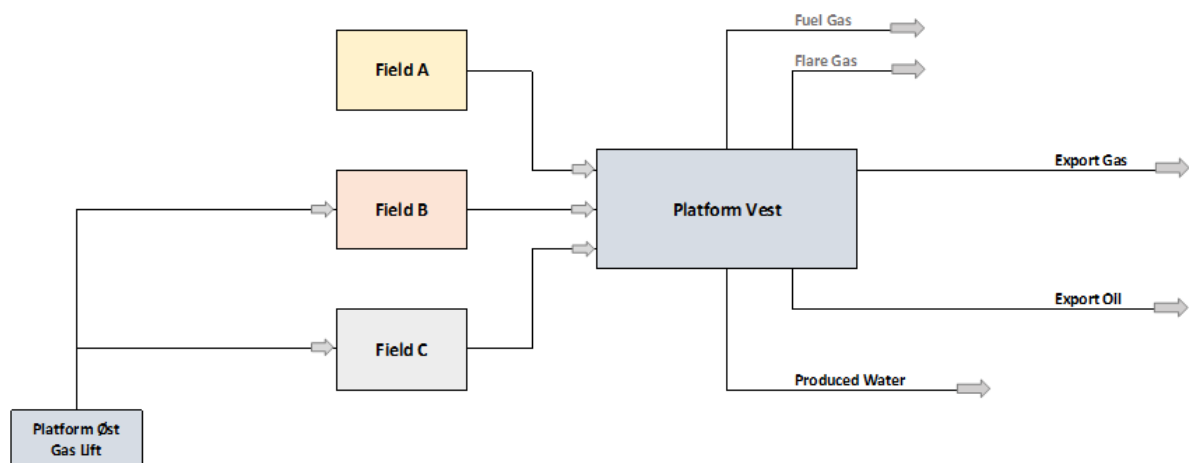 Fuel Gas
Flare Gas
Field A
Export Gas
Field B
Platform Vest
Export Oil
Field C
Produced Water
Platform Øst
Gas Lift